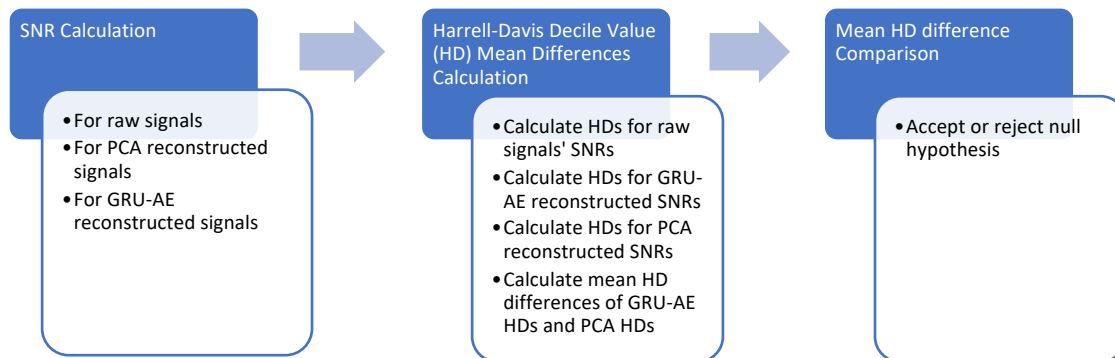 SNR Calculation
•For raw signals
•For PCA reconstructed
signals
•For GRU-AE
reconstructed signals
Harrell-Davis Decile Value
(HD) Mean Differences
Calculation
•Calculate HDs for raw
signals' SNRs
•Calculate HDs for GRU-
AE reconstructed SNRs
•Calculate HDs for PCA
reconstructed SNRs
•Calculate mean HD
differences of GRU-AE
HDs and PCA HDs
Mean HD difference
Comparison
•Accept or reject null
hypothesis